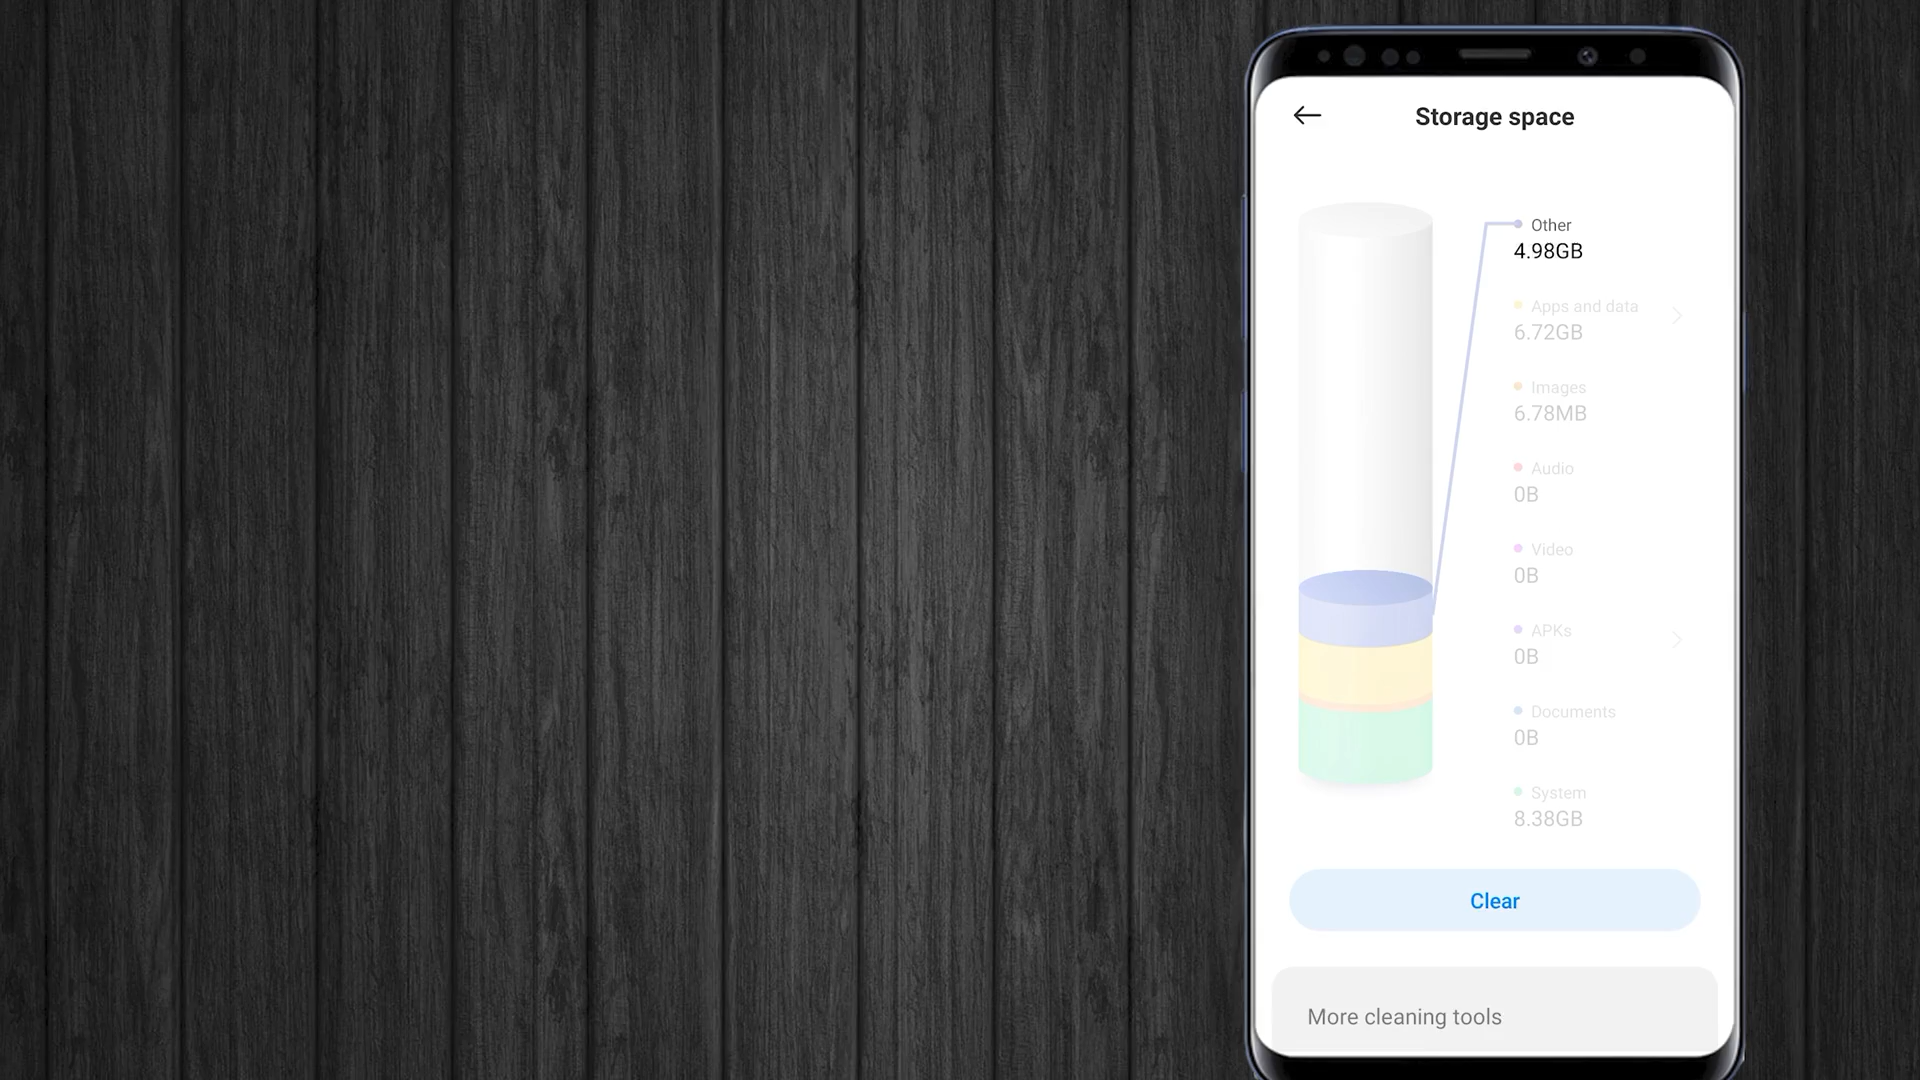 Storage space
Other
4.98GB
Apps and data
6.72GB
Images
6.78MB
Audio
0B
Video
0B
APKs
0B
Documents
0B
System
8.38GB
Clear
More cleaning tools